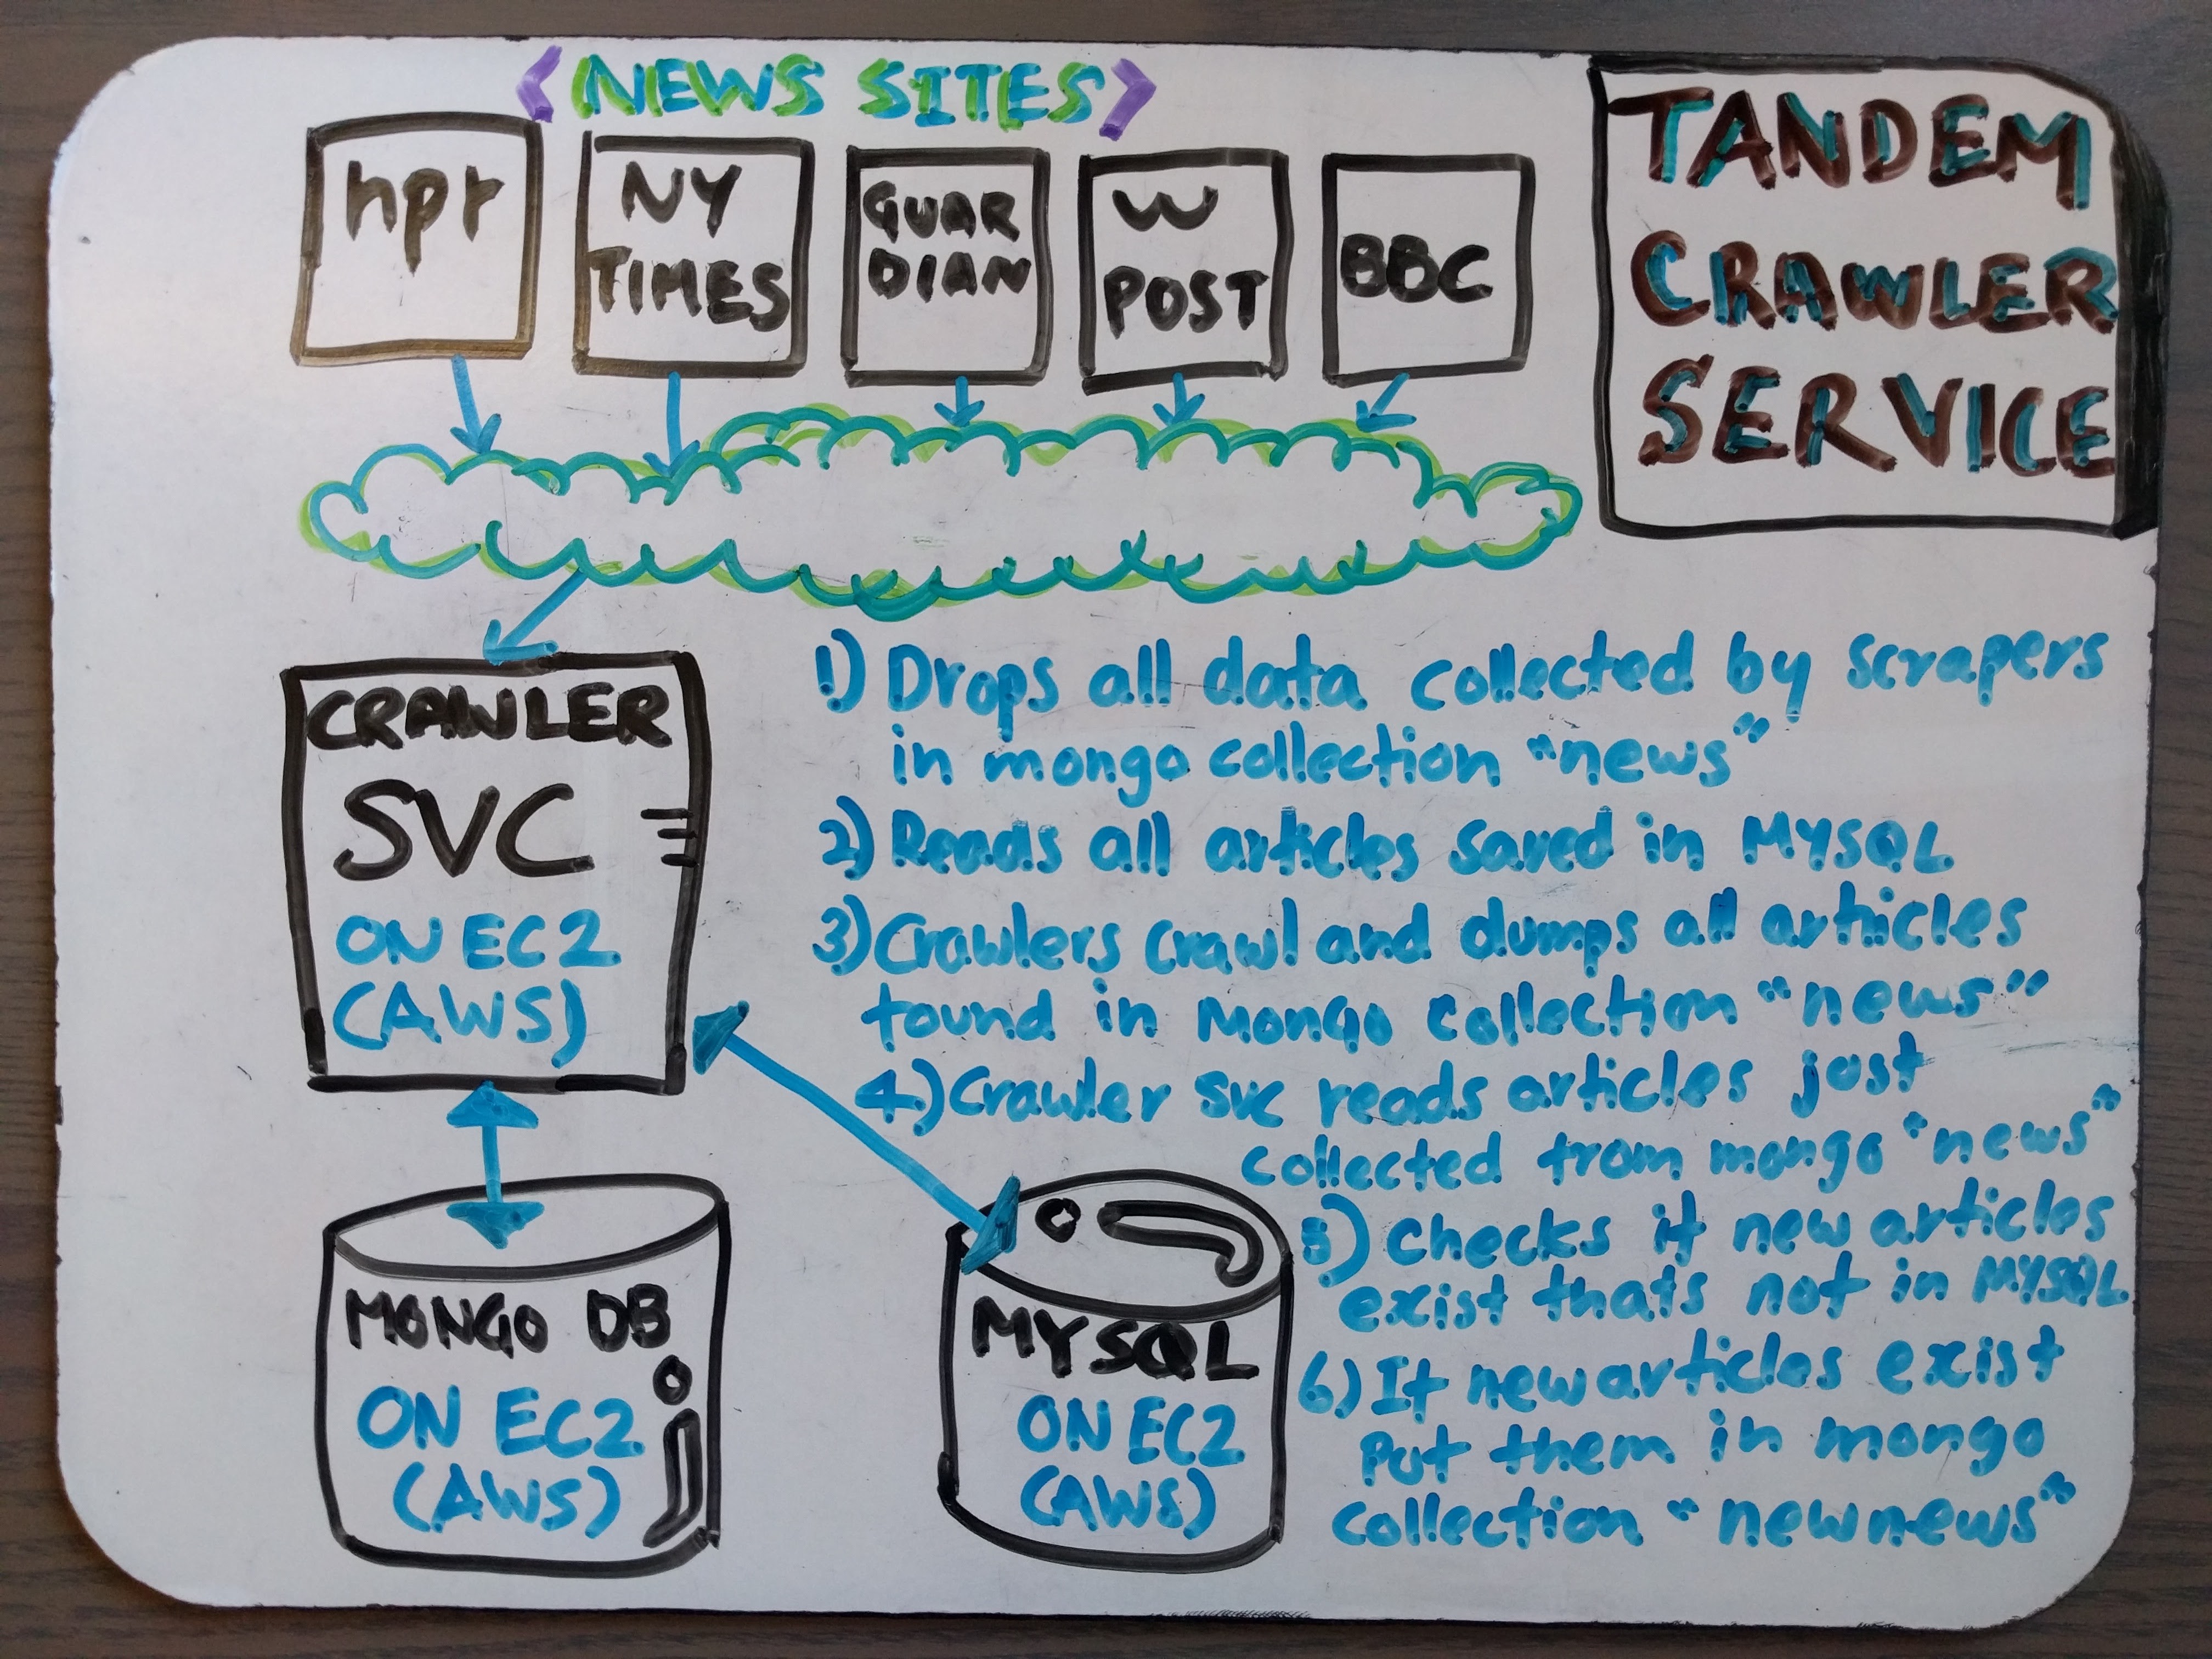 <NEWS SITES>
npr
NY
TIMES
GUAR
DIAN
W
POST
BBC
TANDEM
CRAWLER
SERVICE
CRAWLER
SVC
ON EC2
(AWS)
MONGO DB
ON EC2
(AWS)
MYSQL
ON EC2
(AWS)
1) Drops all data collected by scrapers
in mongo collection "news"
2) Reads all articles saved in MYSQL
3) Crawlers crawl and dumps all articles
found in Mongo collection "news"
4.) Crawler svc reads articles just
collected from mongo "news"
5) Checks if new articles
exist thats not in MYSQL
6) If new articles exist
Put them in mongo
collection "newnews"